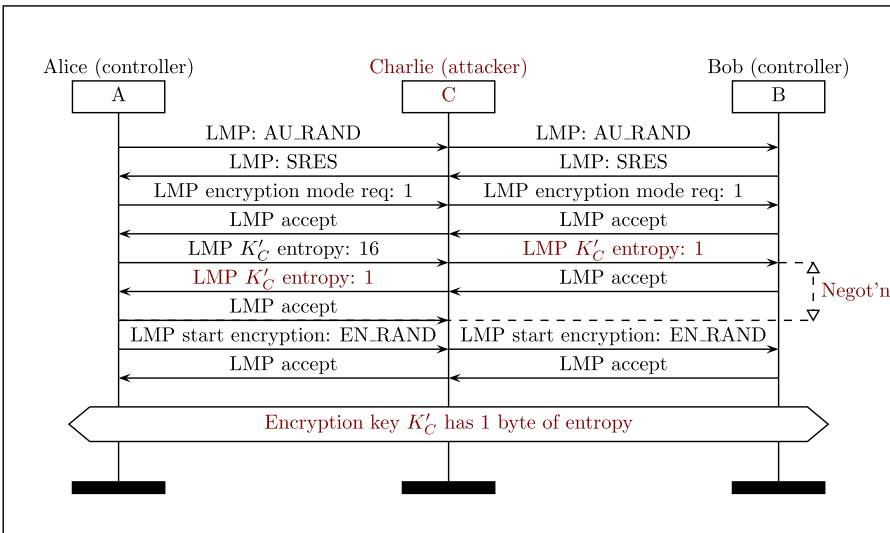 Alice (controller) Charlie (attacker) Bob (controller)
A C B
LMP: AU_RAND LMP: AU_RAND
LMP: SRES LMP: SRES
LMP encryption mode req: 1 LMP encryption mode req: 1
LMP accept LMP accept
LMP K′_C entropy: 16 LMP K′_C entropy: 1
LMP K′_C entropy: 1 LMP accept
Negot'n
LMP accept
LMP start encryption: EN_RAND LMP start encryption: EN_RAND
LMP accept LMP accept
Encryption key K′_C has 1 byte of entropy